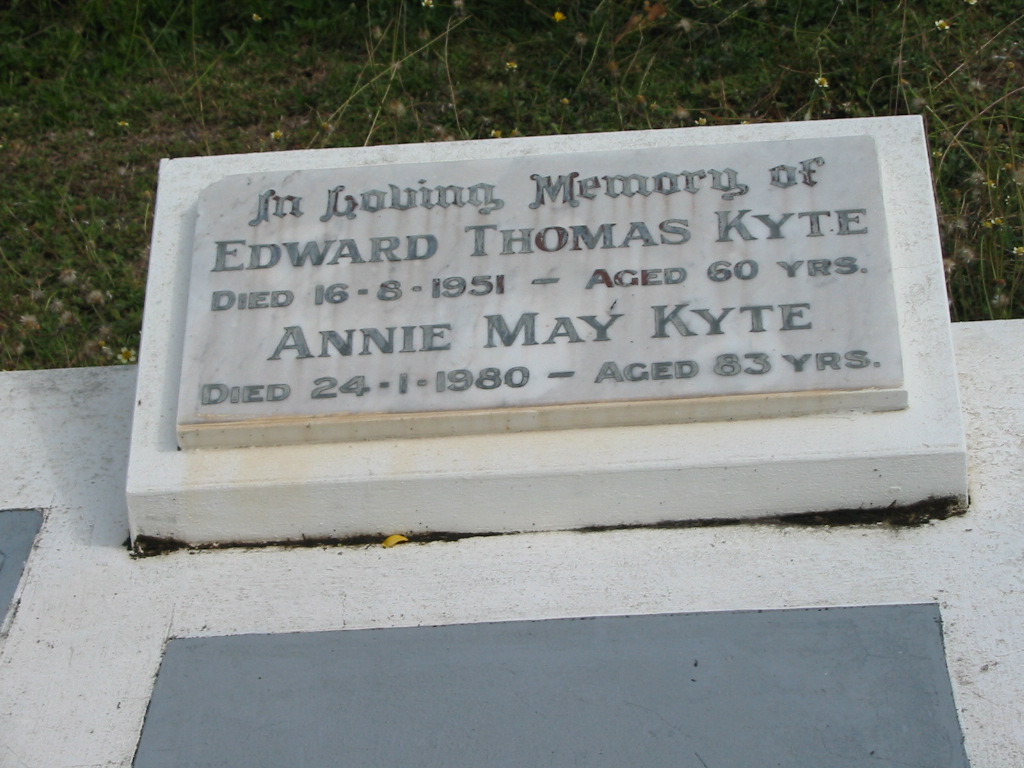 In Loving Memory of
EDWARD THOMAS KYTE
DIED 16-8-1951 – AGED 60 YRS.
ANNIE MAY KYTE
DIED 24-1-1980 – AGED 83 YRS.